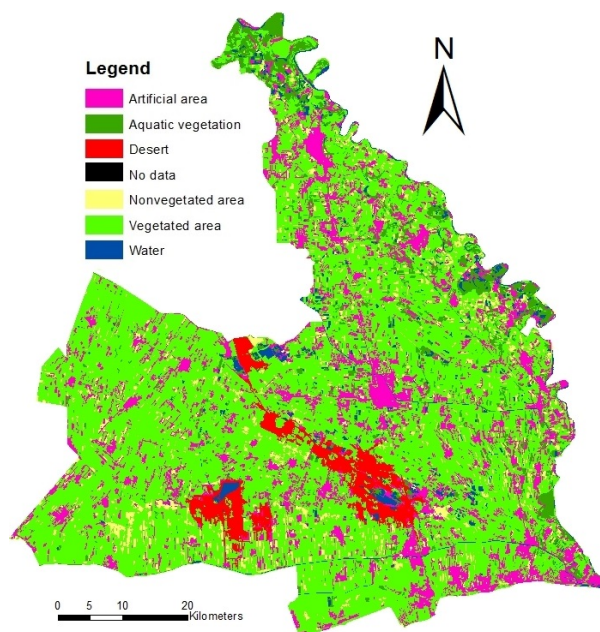 N
Legend
Artificial area
Aquatic vegetation
Desert
No data
Nonvegetated area
Vegetated area
Water
0 5 10 20
Kilometers